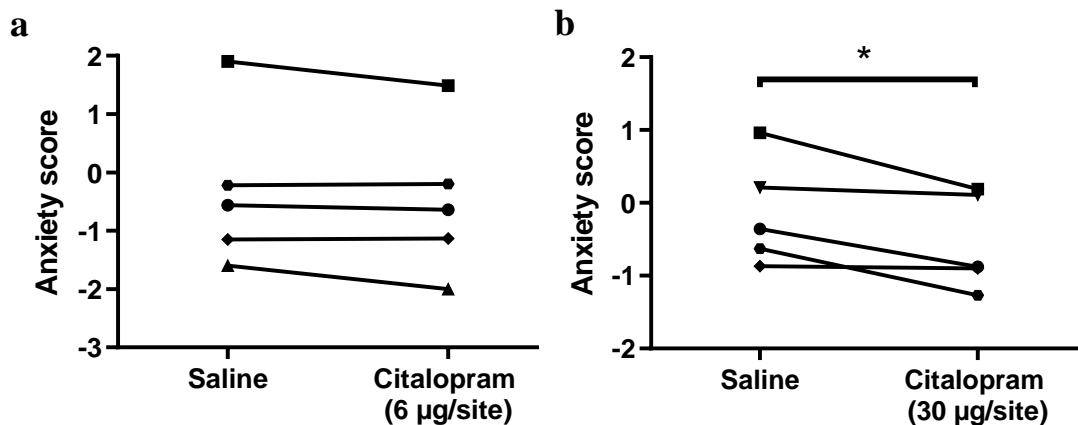 a
Anxiety score
2
1
0
-1
-2
-3
Saline
Citalopram
(6 µg/site)
b
*
Anxiety score
2
1
0
-1
-2
Saline
Citalopram
(30 µg/site)